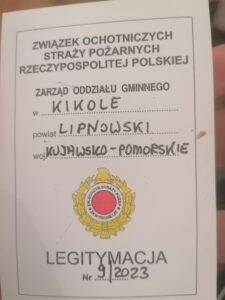 ZWIĄZEK OCHOTNICZYCH
STRAŻY POŻARNYCH
RZECZYPOSPOLITEJ POLSKIEJ
ZARZĄD ODDZIAŁU GMINNEGO
w KIKOLE
powiat LIPNOWSKI
woj. KUJAWSKO-POMORSKIE
LEGITYMACJA
Nr 9/2023